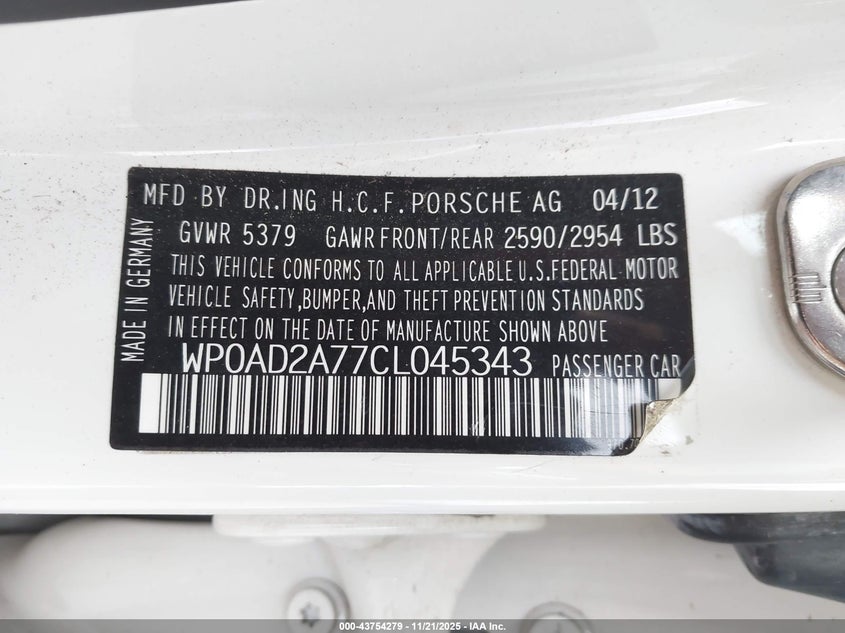 MFD BY DR.ING H.C.F.PORSCHE AG 04/12
GVWR 5379 GAWR FRONT/REAR 2590/2954 LBS
THIS VEHICLE CONFORMS TO ALL APPLICABLE U.S.FEDERAL MOTOR
VEHICLE SAFETY,BUMPER,AND THEFT PREVENTION STANDARDS
IN EFFECT ON THE DATE OF MANUFACTURE SHOWN ABOVE
WP0AD2A77CL045343 PASSENGER CAR
MADE IN GERMANY
000-43754279 - 11/21/2025 - IAA Inc.